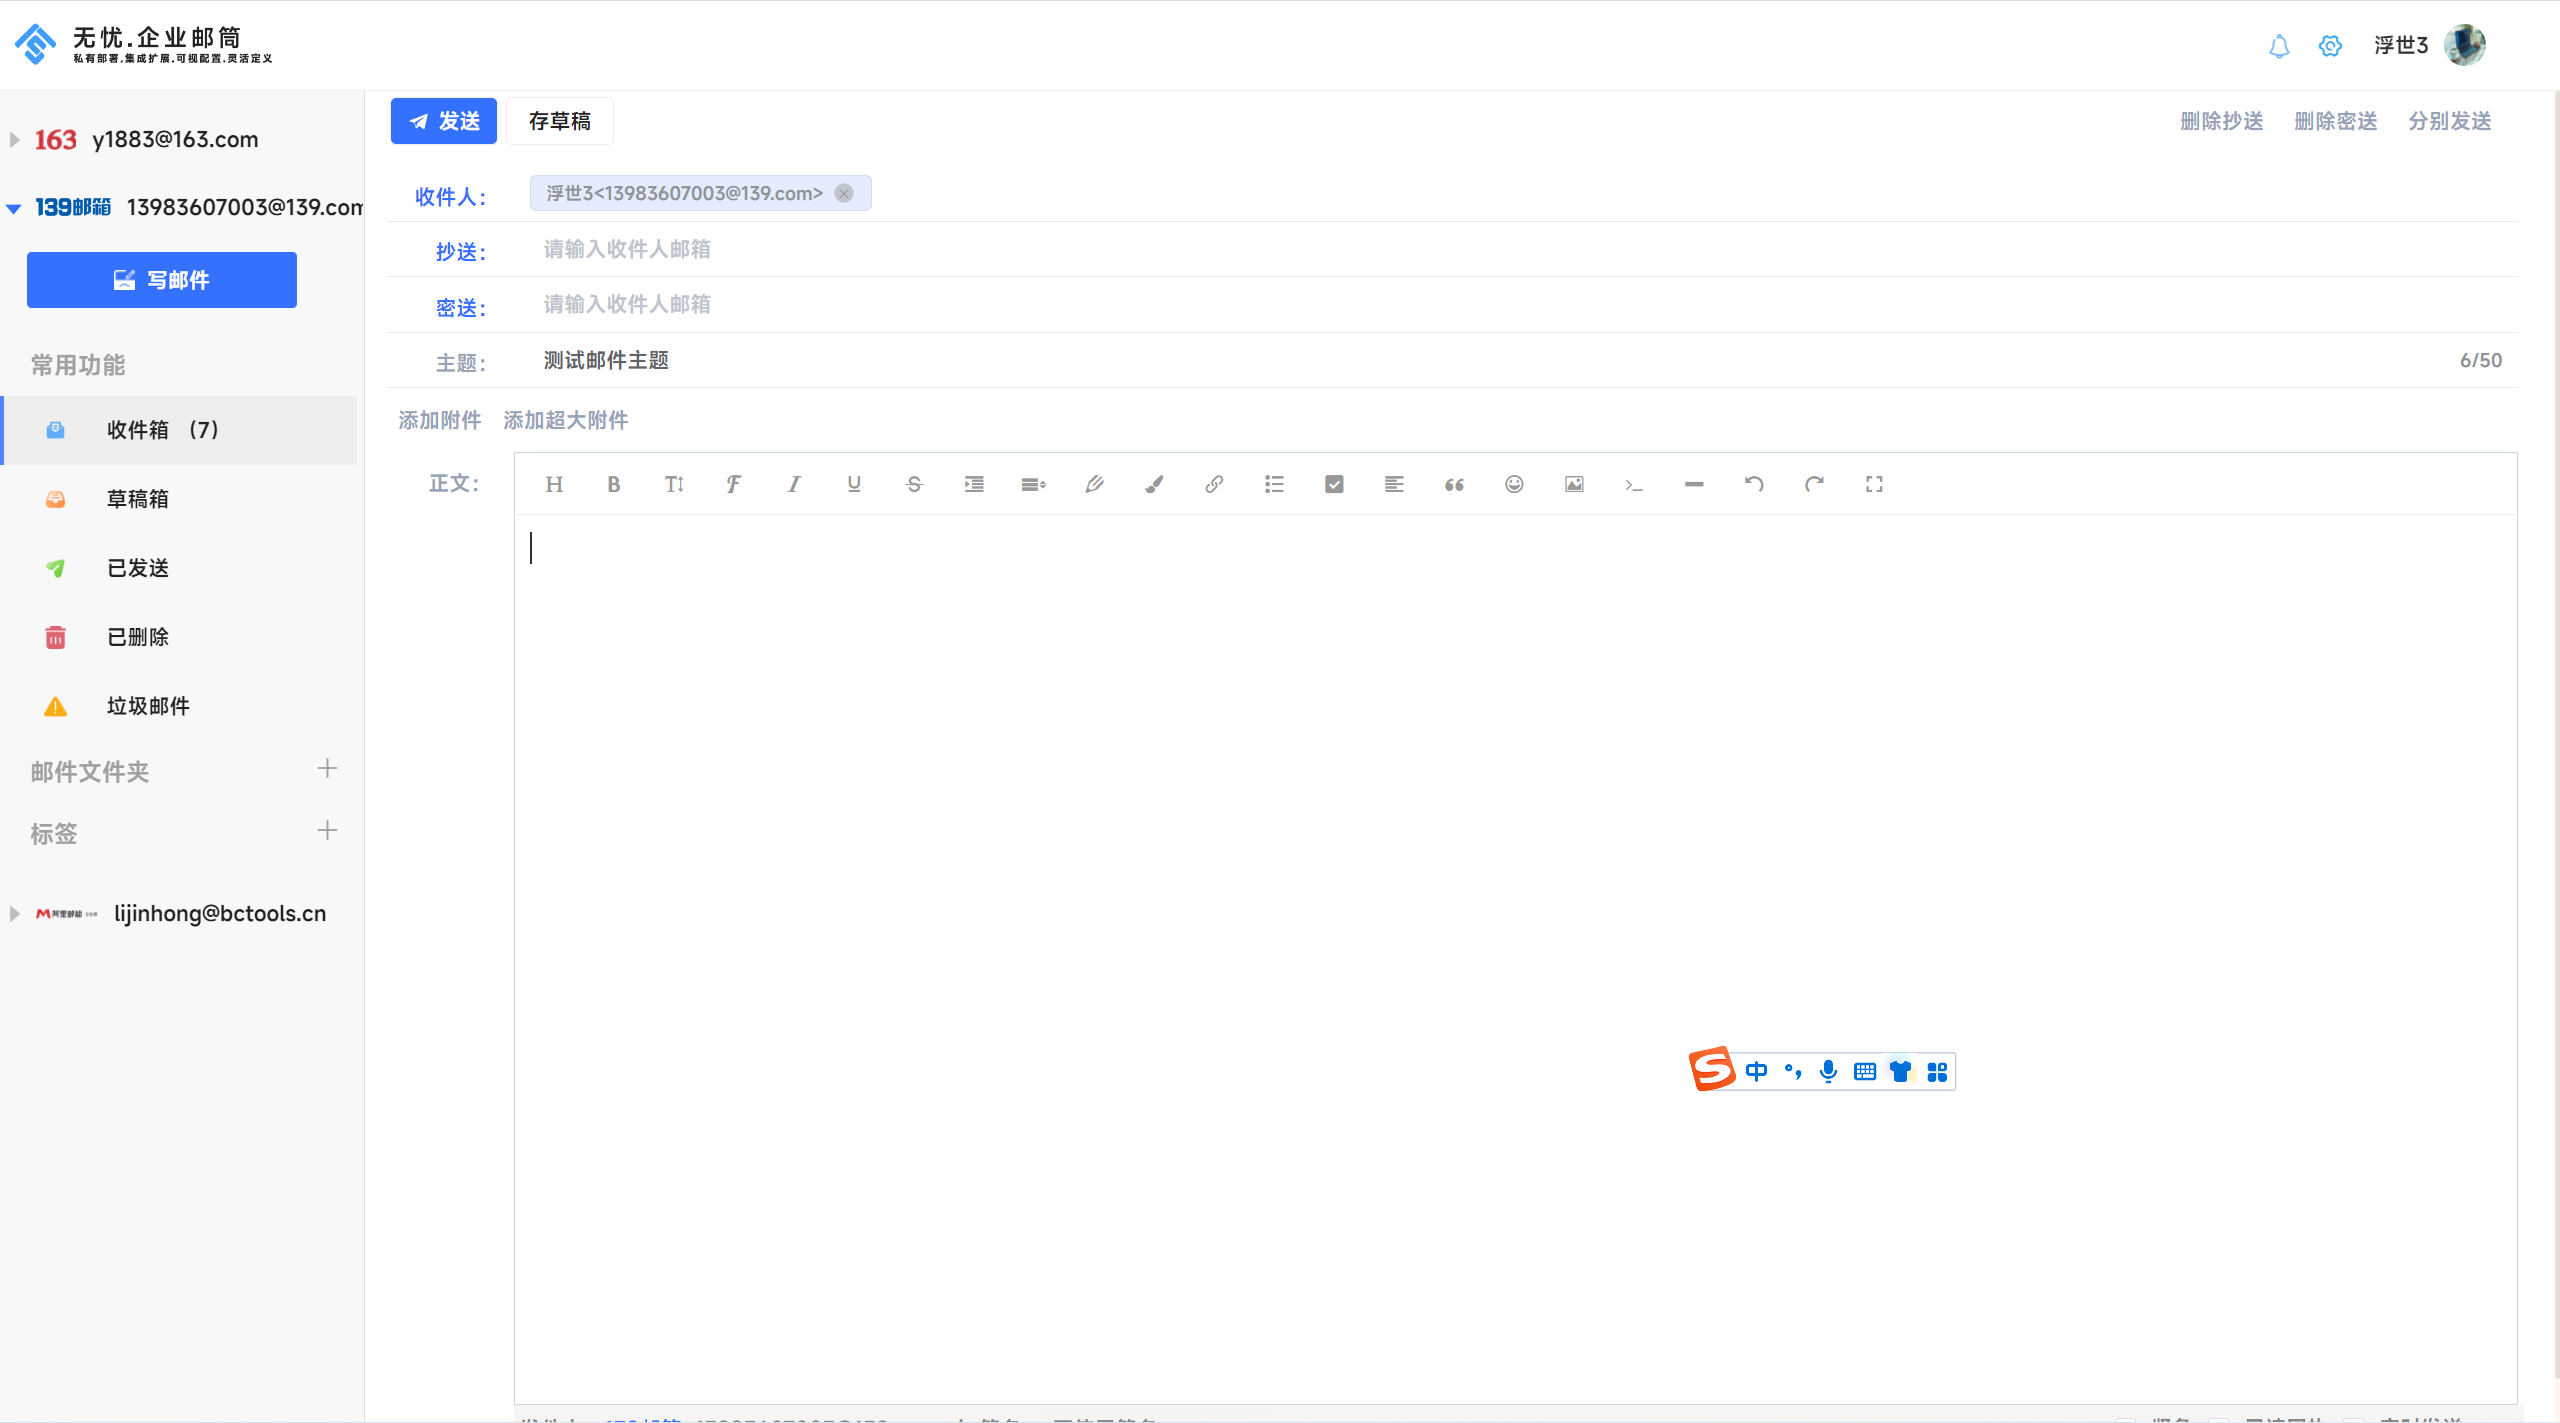 无忧.企业邮筒
私有部署.集成扩展.可视配置.灵活定义
浮世3
163 y1883@163.com
139邮箱 13983607003@139.com
写邮件
常用功能
收件箱 (7)
草稿箱
已发送
已删除
垃圾邮件
邮件文件夹
标签
阿里邮箱 lijinhong@bctools.cn
发送 存草稿
删除抄送 删除密送 分别发送
收件人: 浮世3<13983607003@139.com>
抄送: 请输入收件人邮箱
密送: 请输入收件人邮箱
主题: 测试邮件主题 6/50
添加附件 添加超大附件
正文:
中